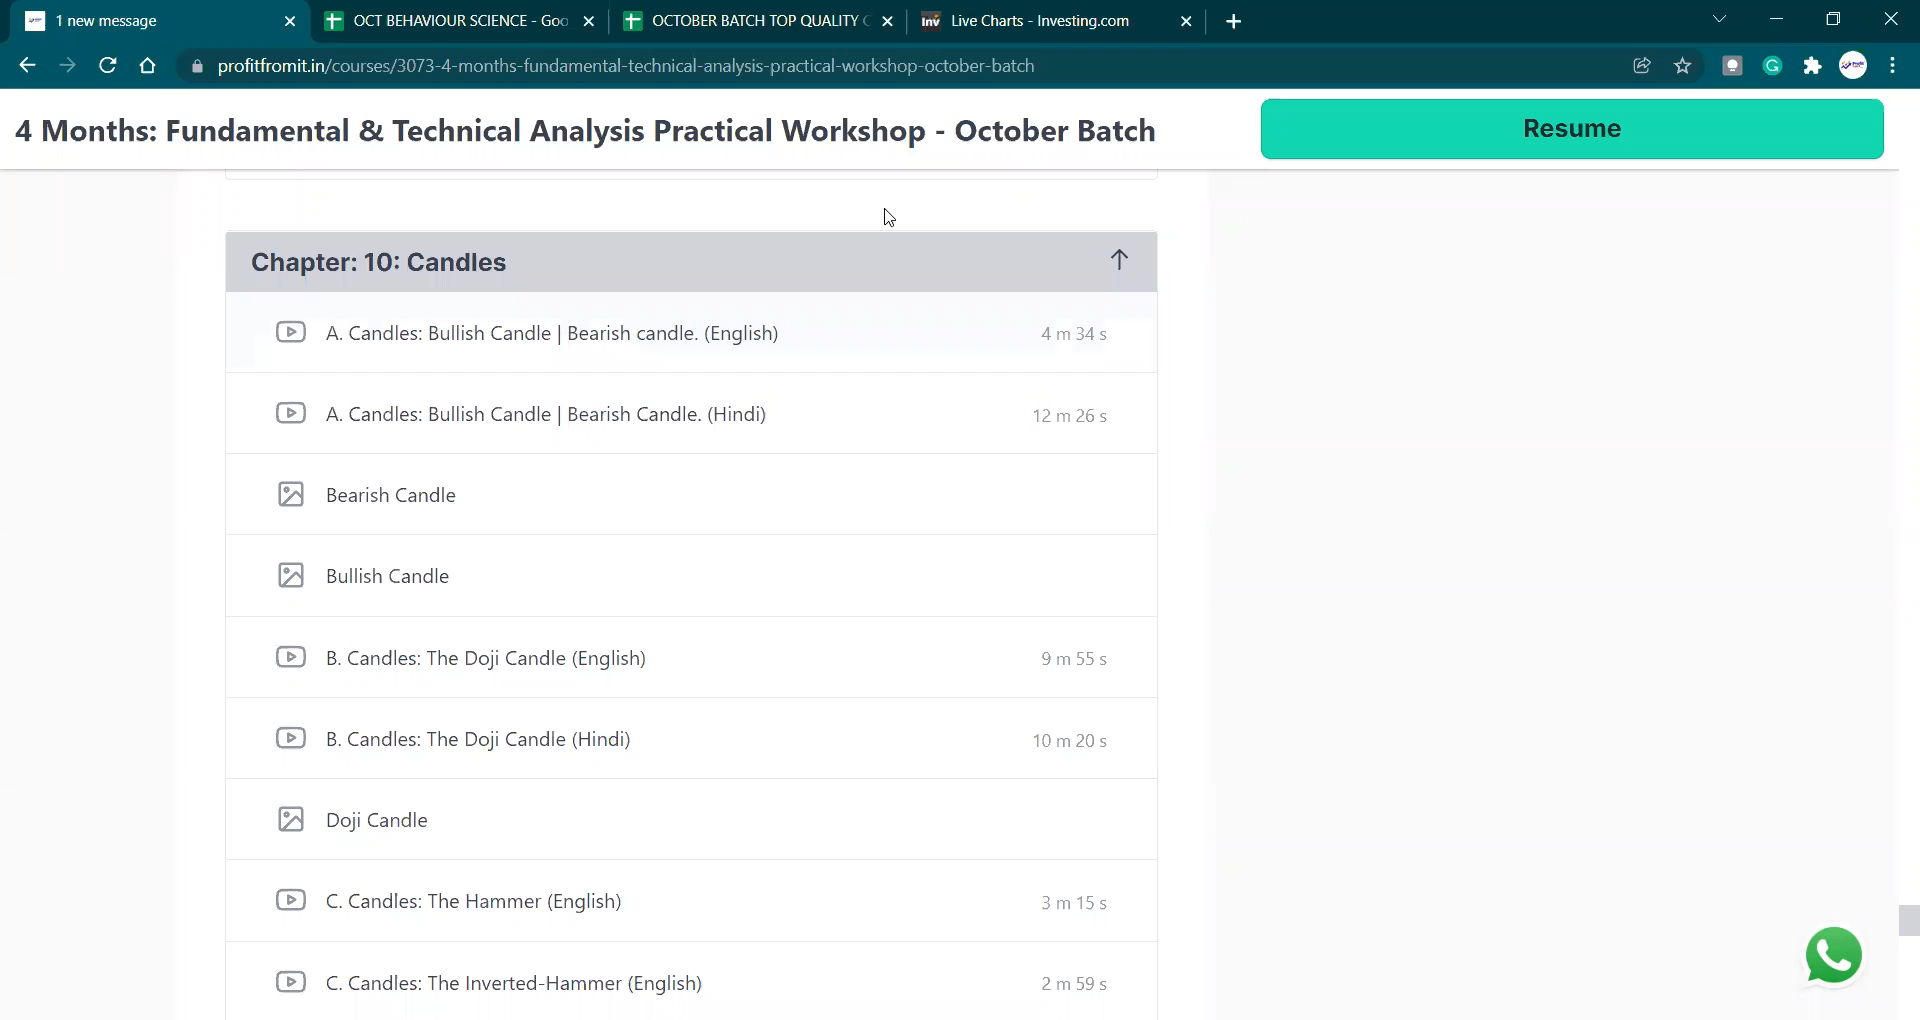 1 new message
OCT BEHAVIOUR SCIENCE - Goo
OCTOBER BATCH TOP QUALITY C
Inv Live Charts - Investing.com
profitfromit.in/courses/3073-4-months-fundamental-technical-analysis-practical-workshop-october-batch
4 Months: Fundamental & Technical Analysis Practical Workshop - October Batch
Resume
Chapter: 10: Candles
A. Candles: Bullish Candle | Bearish candle. (English) 4 m 34 s
A. Candles: Bullish Candle | Bearish Candle. (Hindi) 12 m 26 s
Bearish Candle
Bullish Candle
B. Candles: The Doji Candle (English) 9 m 55 s
B. Candles: The Doji Candle (Hindi) 10 m 20 s
Doji Candle
C. Candles: The Hammer (English) 3 m 15 s
C. Candles: The Inverted-Hammer (English) 2 m 59 s